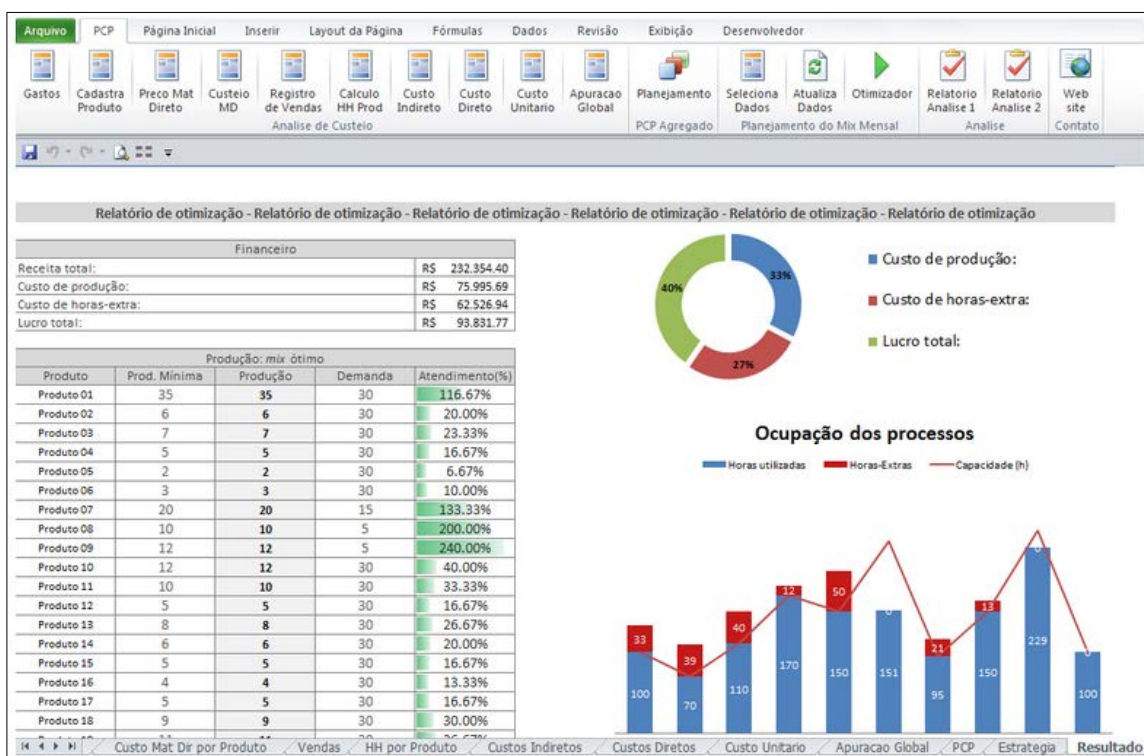 Arquivo PCP Página Inicial Inserir Layout da Página Fórmulas Dados Revisão Exibição Desenvolvedor
Gastos Cadastra Produto Preco Mat Direto Custeio MD Registro de Vendas Calculo HH Prod Custo Indireto Custo Direto Custo Unitario Apuracao Global Planejamento Seleciona Dados Atualiza Dados Otimizador Relatorio Analise 1 Relatorio Analise 2 Web site
Analise de Custeio PCP Agregado Planejamento do Mix Mensal Analise Contato
Relatório de otimização - Relatório de otimização - Relatório de otimização - Relatório de otimização - Relatório de otimização - Relatório de otimização
Financeiro
Receita total: R$ 232.354.40
Custo de produção: R$ 75.995.69
Custo de horas-extra: R$ 62.526.94
Lucro total: R$ 93.831.77
33%
40%
27%
Custo de produção:
Custo de horas-extra:
Lucro total:
Produção: mix ótimo
Produto Prod. Mínima Produção Demanda Atendimento(%)
Produto 01 35 35 30 116.67%
Produto 02 6 6 30 20.00%
Produto 03 7 7 30 23.33%
Produto 04 5 5 30 16.67%
Produto 05 2 2 30 6.67%
Produto 06 3 3 30 10.00%
Produto 07 20 20 15 133.33%
Produto 08 10 10 5 200.00%
Produto 09 12 12 5 240.00%
Produto 10 12 12 30 40.00%
Produto 11 10 10 30 33.33%
Produto 12 5 5 30 16.67%
Produto 13 8 8 30 26.67%
Produto 14 6 6 30 20.00%
Produto 15 5 5 30 16.67%
Produto 16 4 4 30 13.33%
Produto 17 5 5 30 16.67%
Produto 18 9 9 30 30.00%
Ocupação dos processos
Horas utilizadas Horas-Extras Capacidade (h)
33 39 40 12 50 0 21 13 0 0
100 70 110 170 150 151 95 150 229 100
Custo Mat Dir por Produto Vendas HH por Produto Custos Indiretos Custos Diretos Custo Unitario Apuracao Global PCP Estrategia Resultado